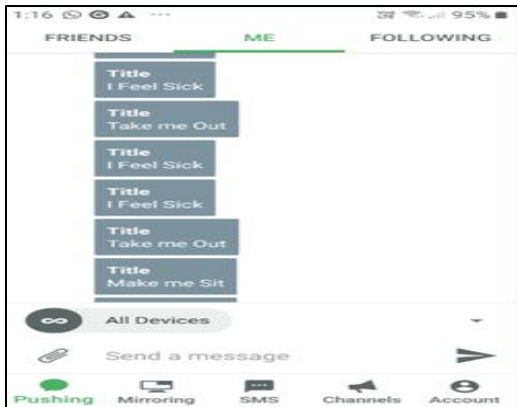 1:16 95%
FRIENDS ME FOLLOWING
Title
I Feel Sick
Title
Take me Out
Title
I Feel Sick
Title
I Feel Sick
Title
Take me Out
Title
Make me Sit
All Devices
Send a message
Pushing Mirroring SMS Channels Account